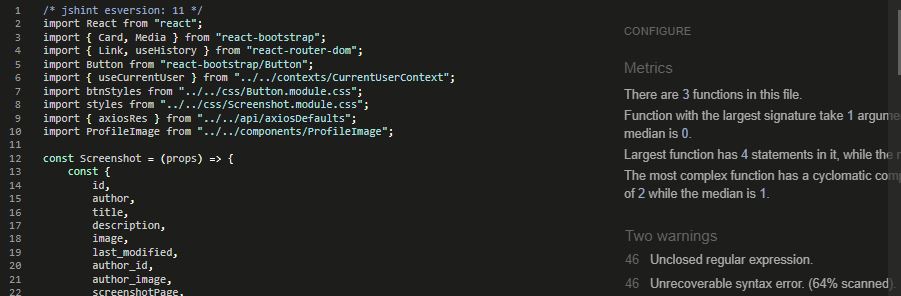 1 /* jshint esversion: 11 */
2 import React from "react";
3 import { Card, Media } from "react-bootstrap";
4 import { Link, useHistory } from "react-router-dom";
5 import Button from "react-bootstrap/Button";
6 import { useCurrentUser } from "../../contexts/CurrentUserContext";
7 import btnStyles from "../../css/Button.module.css";
8 import styles from "../../css/Screenshot.module.css";
9 import { axiosRes } from "../../api/axiosDefaults";
10 import ProfileImage from "../../components/ProfileImage";
11
12 const Screenshot = (props) => {
13 const {
14 id,
15 author,
16 title,
17 description,
18 image,
19 last_modified,
20 author_id,
21 author_image,
22 screenshotPage,
CONFIGURE
Metrics
There are 3 functions in this file.
Function with the largest signature take 1 argume
median is 0.
Largest function has 4 statements in it, while the
The most complex function has a cyclomatic com
of 2 while the median is 1.
Two warnings
46 Unclosed regular expression.
46 Unrecoverable syntax error. (64% scanned).